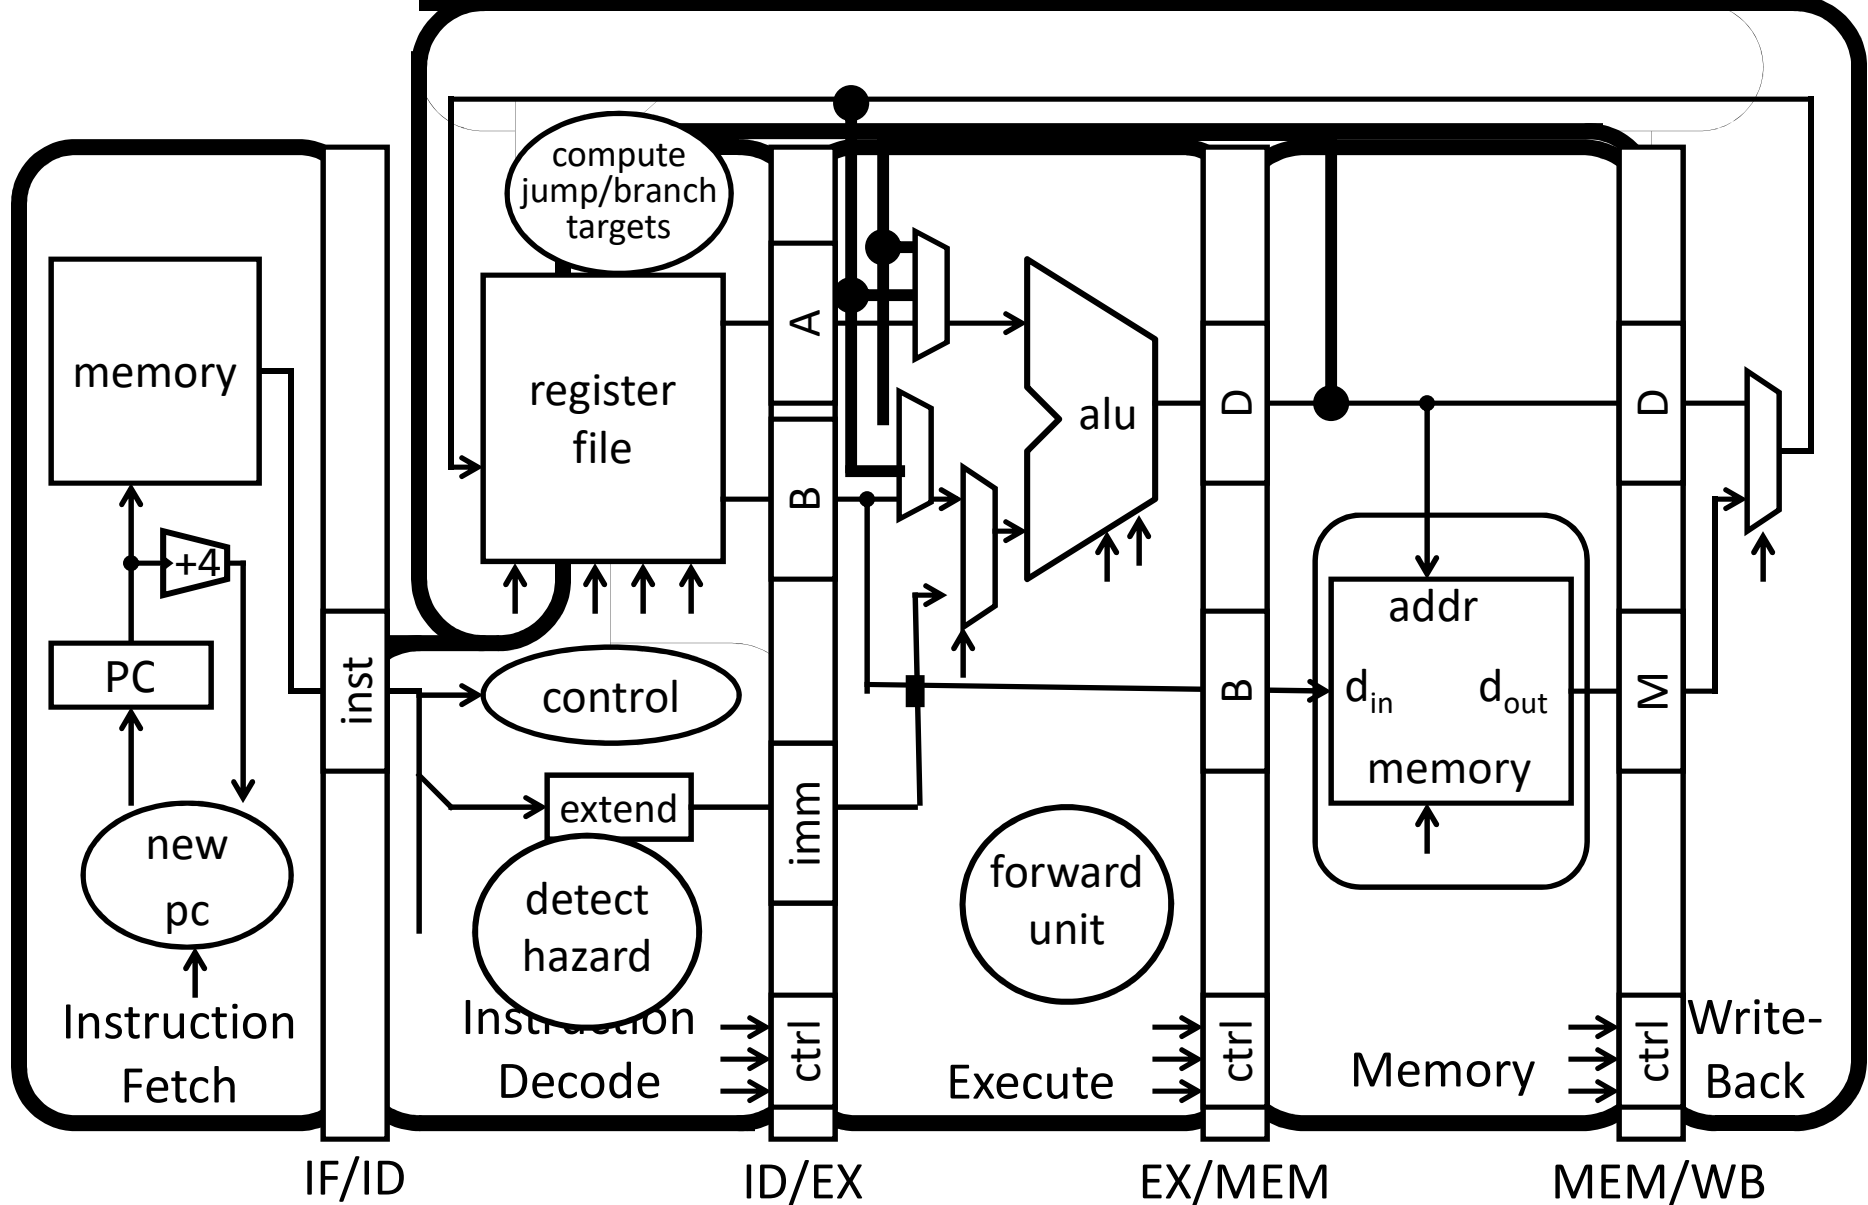 compute
jump/branch
targets
memory
register
file
A
alu
D
D
B
+4
addr
PC
inst
control
B
d_in
d_out
M
memory
extend
imm
new
pc
detect
hazard
forward
unit
Instruction
Fetch
Instruction
Decode
ctrl
Execute
ctrl
Memory
ctrl
Write-
Back
IF/ID
ID/EX
EX/MEM
MEM/WB